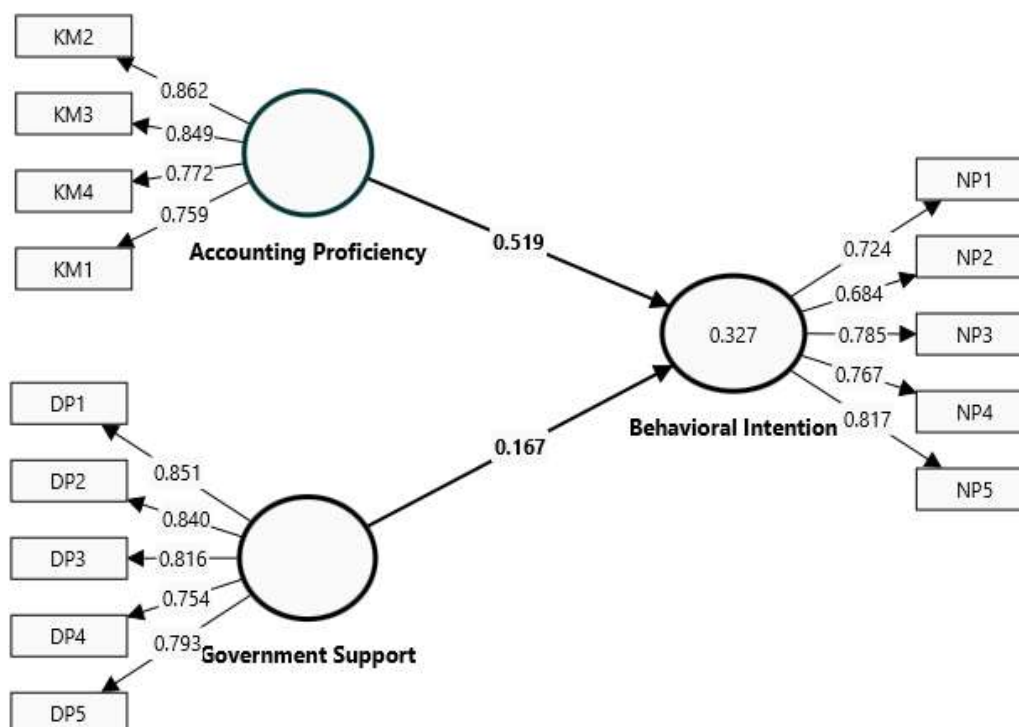 KM2
KM3
KM4
KM1
0.862
0.849
0.772
0.759
Accounting Proficiency
0.519
DP1
DP2
DP3
DP4
DP5
0.851
0.840
0.816
0.754
0.793
Government Support
0.167
0.327
Behavioral Intention
0.724
0.684
0.785
0.767
0.817
NP1
NP2
NP3
NP4
NP5